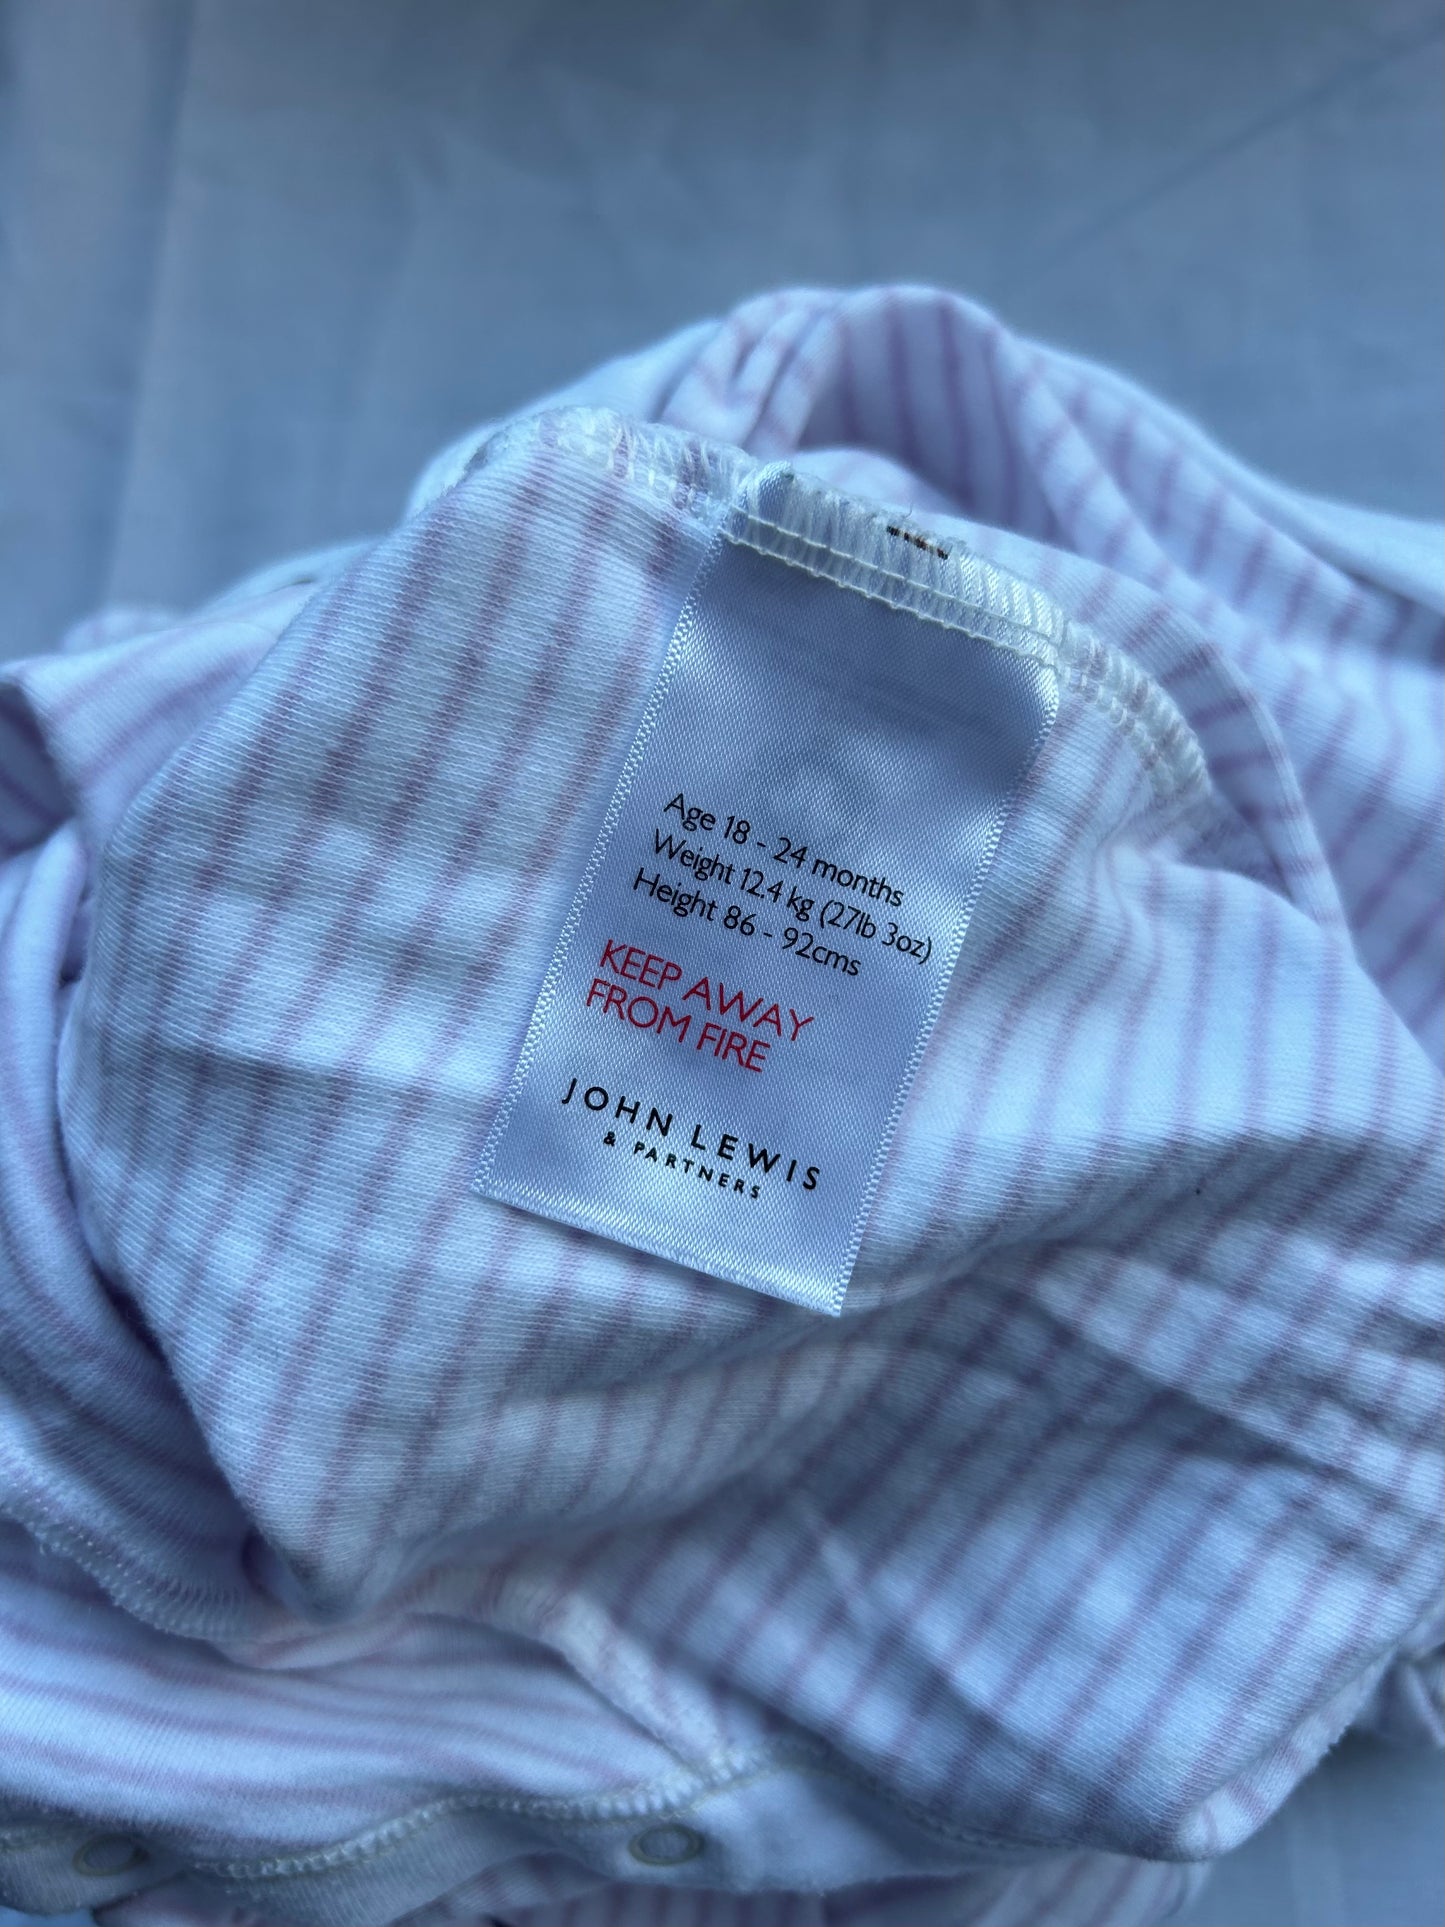 Age 18 - 24 months
Weight 12.4 kg (27lb 3oz)
Height 86 - 92cms
KEEP AWAY
FROM FIRE
JOHN LEWIS
& PARTNERS